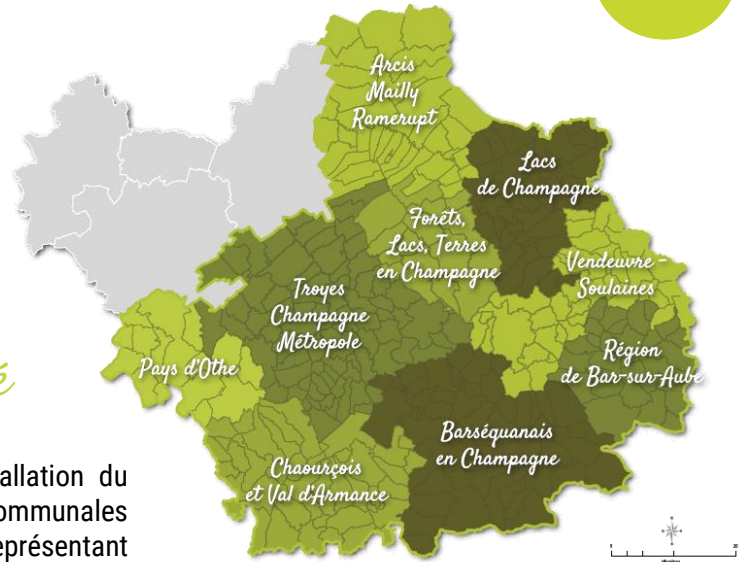 Arcis
Mailly
Ramerupt
Lacs
de Champagne
Forêts,
Lacs, Terres
en Champagne
Vendeuvre -
Soulaines
Troyes
Champagne
Métropole
Région
de Bar-sur-Aube
Pays d'Othe
Barséquanais
en Champagne
Chaourçois
et Val d'Armance
é
allation du
ommunales
eprésentant